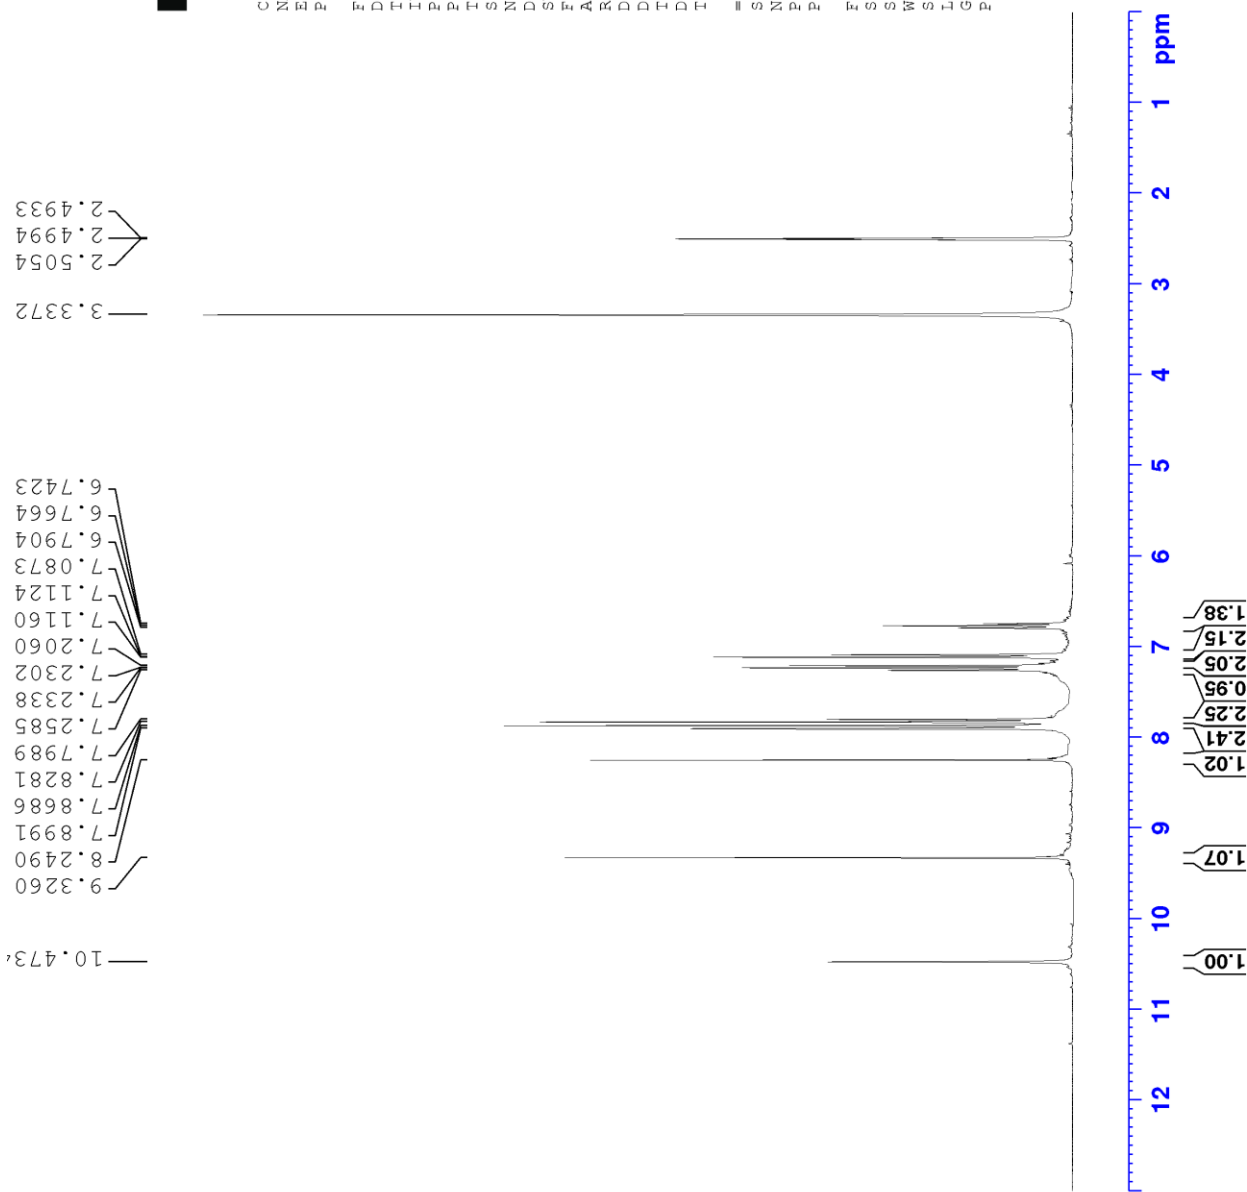 C
N
E
P
F
D
T
I
P
P
T
S
N
D
S
F
A
R
D
D
T
D
T
=
S
N
P
P
F
S
S
W
S
L
G
P
10.473
9.3260
8.2490
7.8991
7.8686
7.8281
7.7989
7.2585
7.2338
7.2302
7.2060
7.1160
7.1124
7.0873
6.7904
6.7664
6.7423
3.3372
2.5054
2.4994
2.4933
12
11
10
9
8
7
6
5
4
3
2
1
ppm
1.00
1.07
1.02
2.41
2.25
0.95
2.05
2.15
1.38